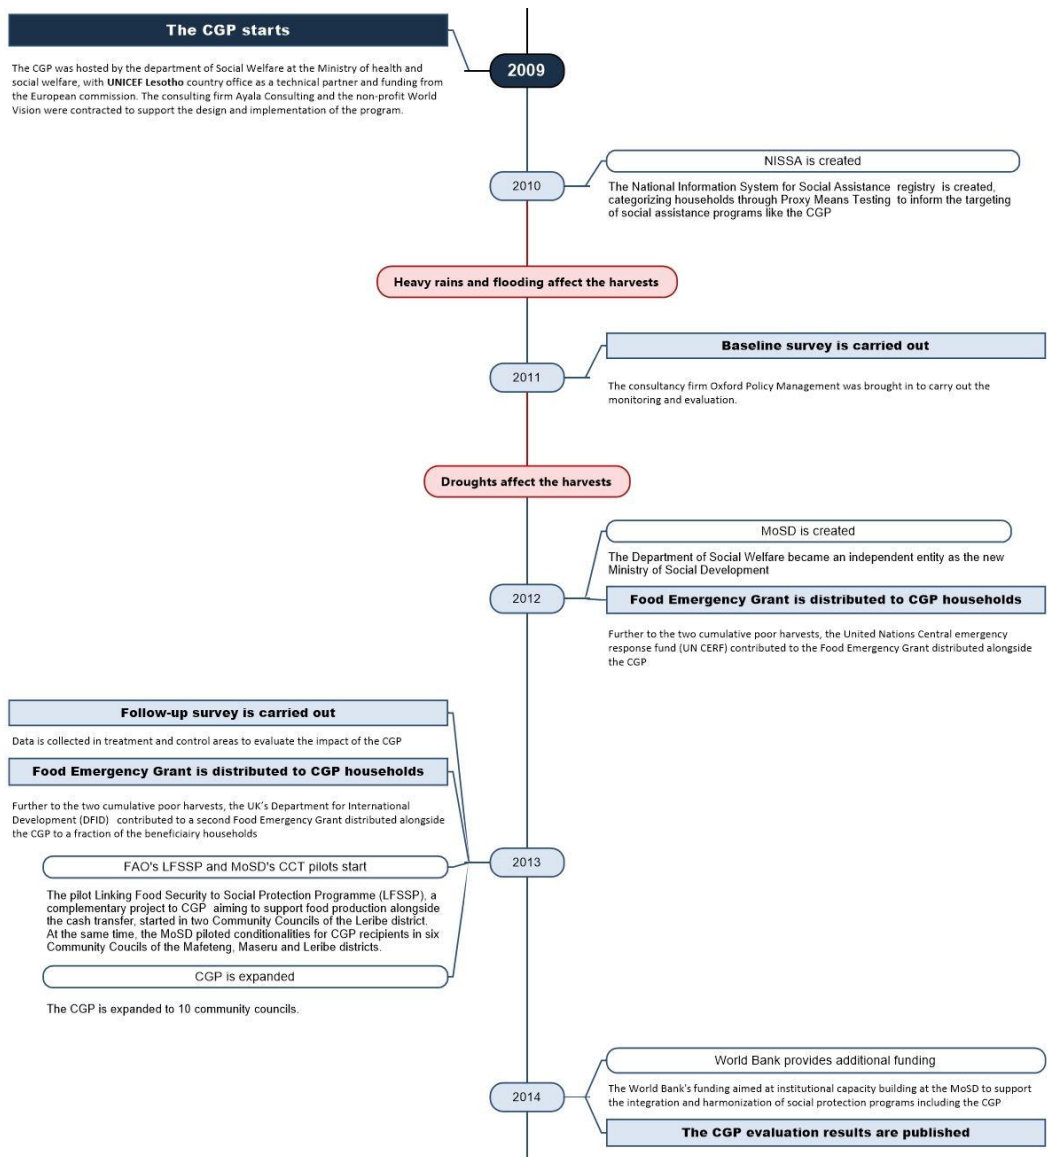 The CGP starts
2009
The CGP was hosted by the department of Social Welfare at the Ministry of health and
social welfare, with UNICEF Lesotho country office as a technical partner and funding from
the European commission. The consulting firm Ayala Consulting and the non-profit World
Vision were contracted to support the design and implementation of the program.
NISSA is created
2010
The National Information System for Social Assistance registry is created,
categorizing households through Proxy Means Testing to inform the targeting
of social assistance programs like the CGP
Heavy rains and flooding affect the harvests
Baseline survey is carried out
2011
The consultancy firm Oxford Policy Management was brought in to carry out the
monitoring and evaluation.
Droughts affect the harvests
MoSD is created
The Department of Social Welfare became an independent entity as the new
Ministry of Social Development
2012
Food Emergency Grant is distributed to CGP households
Further to the two cumulative poor harvests, the United Nations Central emergency
response fund (UN CERF) contributed to the Food Emergency Grant distributed alongside
the CGP
Follow-up survey is carried out
Data is collected in treatment and control areas to evaluate the impact of the CGP
Food Emergency Grant is distributed to CGP households
Further to the two cumulative poor harvests, the UK's Department for International
Development (DFID) contributed to a second Food Emergency Grant distributed alongside
the CGP to a fraction of the beneficiairy households
2013
FAO's LFSSP and MoSD's CCT pilots start
The pilot Linking Food Security to Social Protection Programme (LFSSP), a
complementary project to CGP aiming to support food production alongside
the cash transfer, started in two Community Councils of the Leribe district.
At the same time, the MoSD piloted conditionalities for CGP recipients in six
Community Coucils of the Mafeteng, Maseru and Leribe districts.
CGP is expanded
The CGP is expanded to 10 community councils.
World Bank provides additional funding
2014
The World Bank's funding aimed at institutional capacity building at the MoSD to support
the integration and harmonization of social protection programs including the CGP
The CGP evaluation results are published